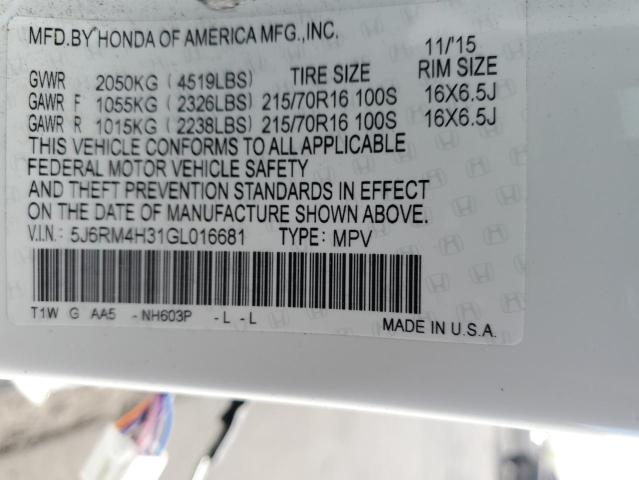 MFD.BY HONDA OF AMERICA MFG.,INC. 11/'15
GVWR 2050KG (4519LBS) TIRE SIZE RIM SIZE
GAWR F 1055KG (2326LBS) 215/70R16 100S 16X6.5J
GAWR R 1015KG (2238LBS) 215/70R16 100S 16X6.5J
THIS VEHICLE CONFORMS TO ALL APPLICABLE
FEDERAL MOTOR VEHICLE SAFETY
AND THEFT PREVENTION STANDARDS IN EFFECT
ON THE DATE OF MANUFACTURE SHOWN ABOVE.
V.I.N.: 5J6RM4H31GL016681 TYPE: MPV
T1W G AA5 -NH603P -L -L
MADE IN U.S.A.